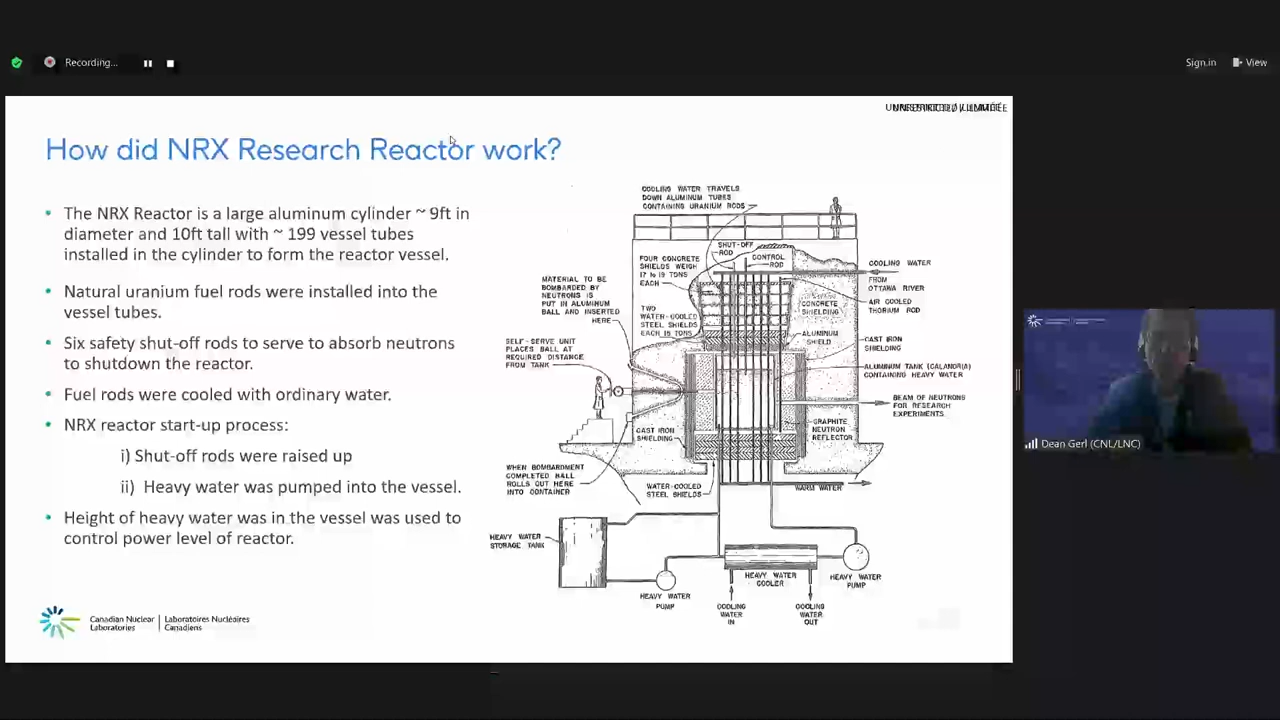 Recording...
Sign in
View
How did NRX Research Reactor work?
• The NRX Reactor is a large aluminum cylinder ~ 9ft in
diameter and 10ft tall with ~ 199 vessel tubes
installed in the cylinder to form the reactor vessel.
• Natural uranium fuel rods were installed into the
vessel tubes.
• Six safety shut-off rods to serve to absorb neutrons
to shutdown the reactor.
• Fuel rods were cooled with ordinary water.
• NRX reactor start-up process:
i) Shut-off rods were raised up
ii) Heavy water was pumped into the vessel.
• Height of heavy water was in the vessel was used to
control power level of reactor.
Canadian Nuclear
Laboratories
Laboratoires Nucléaires
Canadiens
COOLING WATER TRAVELS
DOWN ALUMINUM TUBES
CONTAINING URANIUM RODS
SHUT-OFF
ROD
CONTROL
ROD
FOUR CONCRETE
SHIELDS WEIGH
17 to 19 TONS
EACH
COOLING WATER
FROM
OTTAWA RIVER
MATERIAL TO BE
BOMBARDED BY
NEUTRONS IS
PUT IN ALUMINUM
BALL AND INSERTED
HERE
AIR COOLED
THORIUM ROD
CONCRETE
SHIELDING
TWO
WATER-COOLED
STEEL SHIELDS
EACH 15 TONS
ALUMINUM
SHIELD
CAST IRON
SHIELDING
SELF-SERVE UNIT
PLACES BALL AT
REQUIRED DISTANCE
FROM TANK
ALUMINUM TANK (CALANDRIA)
CONTAINING HEAVY WATER
BEAM OF NEUTRONS
FOR RESEARCH
EXPERIMENTS
GRAPHITE
NEUTRON
REFLECTOR
CAST IRON
SHIELDING
WHEN BOMBARDMENT
COMPLETED BALL
ROLLS OUT HERE
INTO CONTAINER
WATER-COOLED
STEEL SHIELDS
WARM WATER
HEAVY WATER
STORAGE TANK
HEAVY WATER
PUMP
HEAVY WATER
COOLER
HEAVY WATER
PUMP
COOLING
WATER
IN
COOLING
WATER
OUT
Dean Gerl (CNL/LNC)